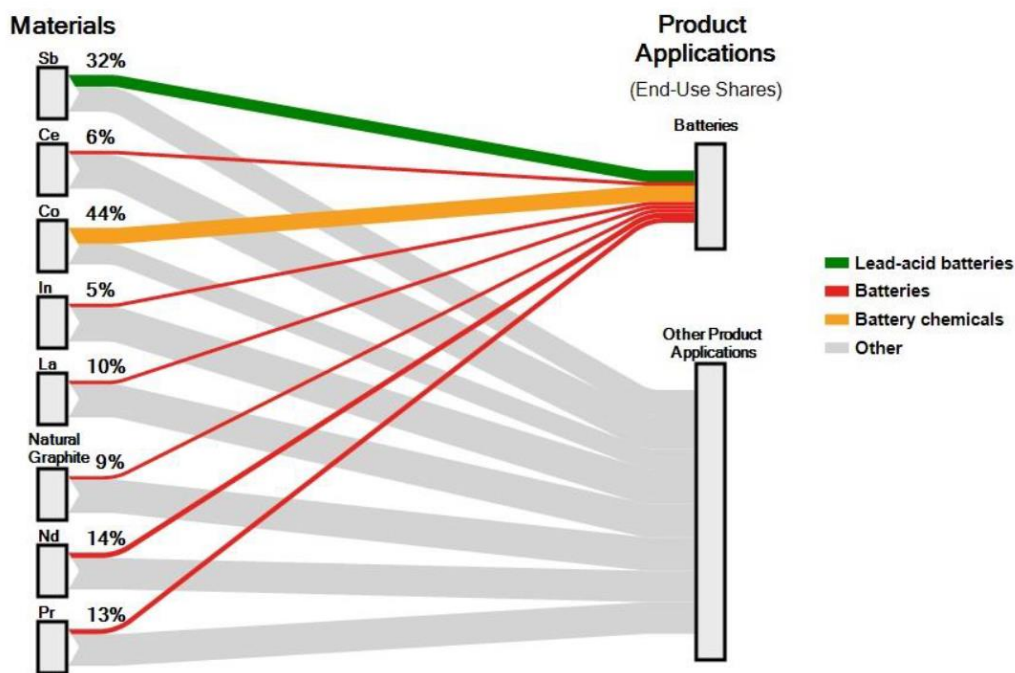 Materials
Product
Applications
(End-Use Shares)
Sb
32%
Ce
6%
Co
44%
In
5%
La
10%
Natural
Graphite
9%
Nd
14%
Pr
13%
Batteries
Other Product
Applications
Lead-acid batteries
Batteries
Battery chemicals
Other